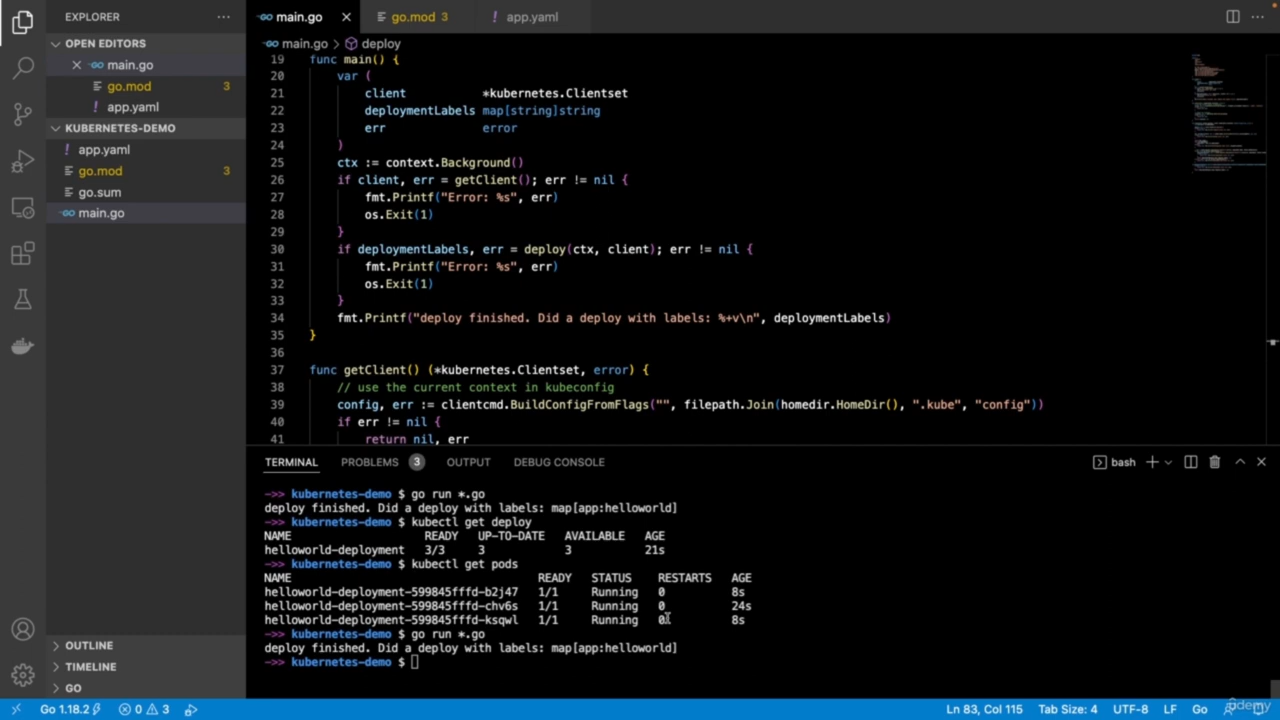 EXPLORER
OPEN EDITORS
main.go
go.mod 3
app.yaml
KUBERNETES-DEMO
app.yaml
go.mod 3
go.sum
main.go
OUTLINE
TIMELINE
GO
main.go go.mod 3 app.yaml
main.go > deploy
19 func main() {
20 var (
21 client *kubernetes.Clientset
22 deploymentLabels map[string]string
23 err error
24 )
25 ctx := context.Background()
26 if client, err = getClient(); err != nil {
27 fmt.Printf("Error: %s", err)
28 os.Exit(1)
29 }
30 if deploymentLabels, err = deploy(ctx, client); err != nil {
31 fmt.Printf("Error: %s", err)
32 os.Exit(1)
33 }
34 fmt.Printf("deploy finished. Did a deploy with labels: %+v\n", deploymentLabels)
35 }
36
37 func getClient() (*kubernetes.Clientset, error) {
38 // use the current context in kubeconfig
39 config, err := clientcmd.BuildConfigFromFlags("", filepath.Join(homedir.HomeDir(), ".kube", "config"))
40 if err != nil {
41 return nil, err
TERMINAL PROBLEMS 3 OUTPUT DEBUG CONSOLE bash
->> kubernetes-demo $ go run *.go
deploy finished. Did a deploy with labels: map[app:helloworld]
->> kubernetes-demo $ kubectl get deploy
NAME READY UP-TO-DATE AVAILABLE AGE
helloworld-deployment 3/3 3 3 21s
->> kubernetes-demo $ kubectl get pods
NAME READY STATUS RESTARTS AGE
helloworld-deployment-599845fffd-b2j47 1/1 Running 0 8s
helloworld-deployment-599845fffd-chv6s 1/1 Running 0 24s
helloworld-deployment-599845fffd-ksqwl 1/1 Running 0 8s
->> kubernetes-demo $ go run *.go
deploy finished. Did a deploy with labels: map[app:helloworld]
->> kubernetes-demo $
Go 1.18.2 0 3 Ln 83, Col 115 Tab Size: 4 UTF-8 LF Go
udemy